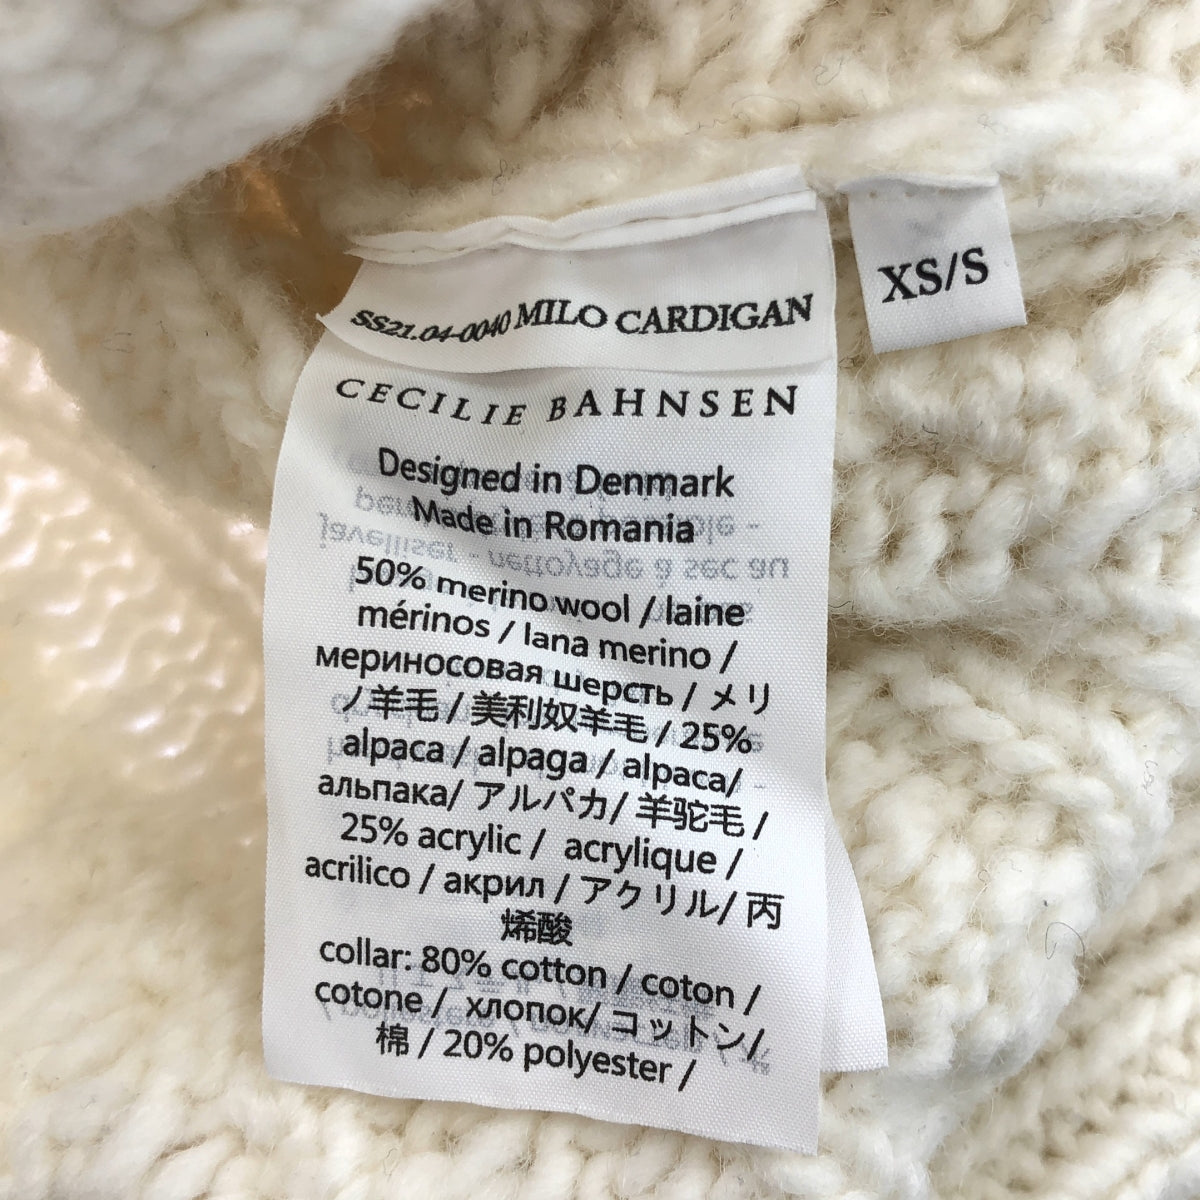 SS21.04-0040 MILO CARDIGAN
XS/S
CECILIE BAHNSEN
Designed in Denmark
Made in Romania
50% merino wool / laine
mérinos / lana merino /
мериносовая шерсть / メリ
ノ羊毛 / 美利奴羊毛 / 25%
alpaca / alpaga / alpaca/
альпака/ アルパカ/ 羊驼毛 /
25% acrylic / acrylique /
acrilico / акрил / アクリル/ 丙
烯酸
collar: 80% cotton / coton /
cotone / хлопок/ コットン/
棉 / 20% polyester /